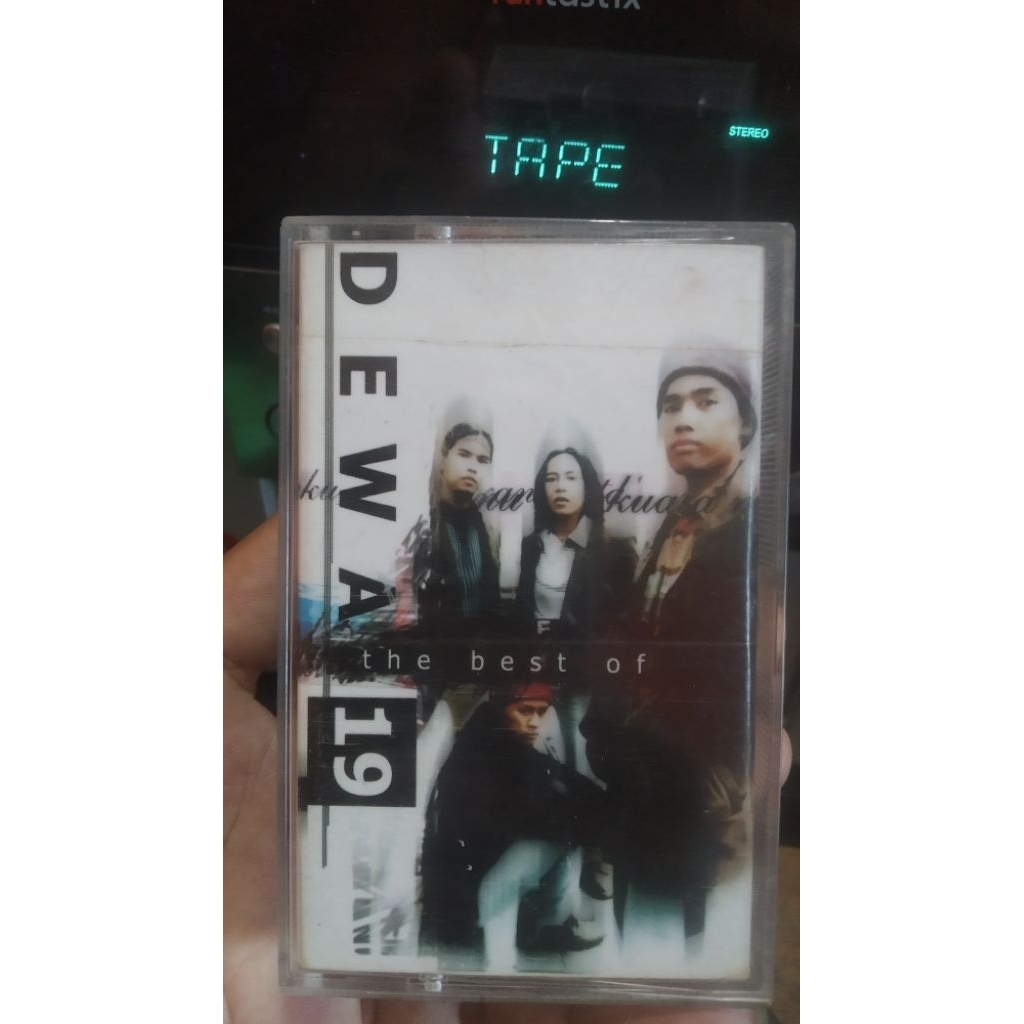 TAPE
STEREO
DEWA
19
the best of